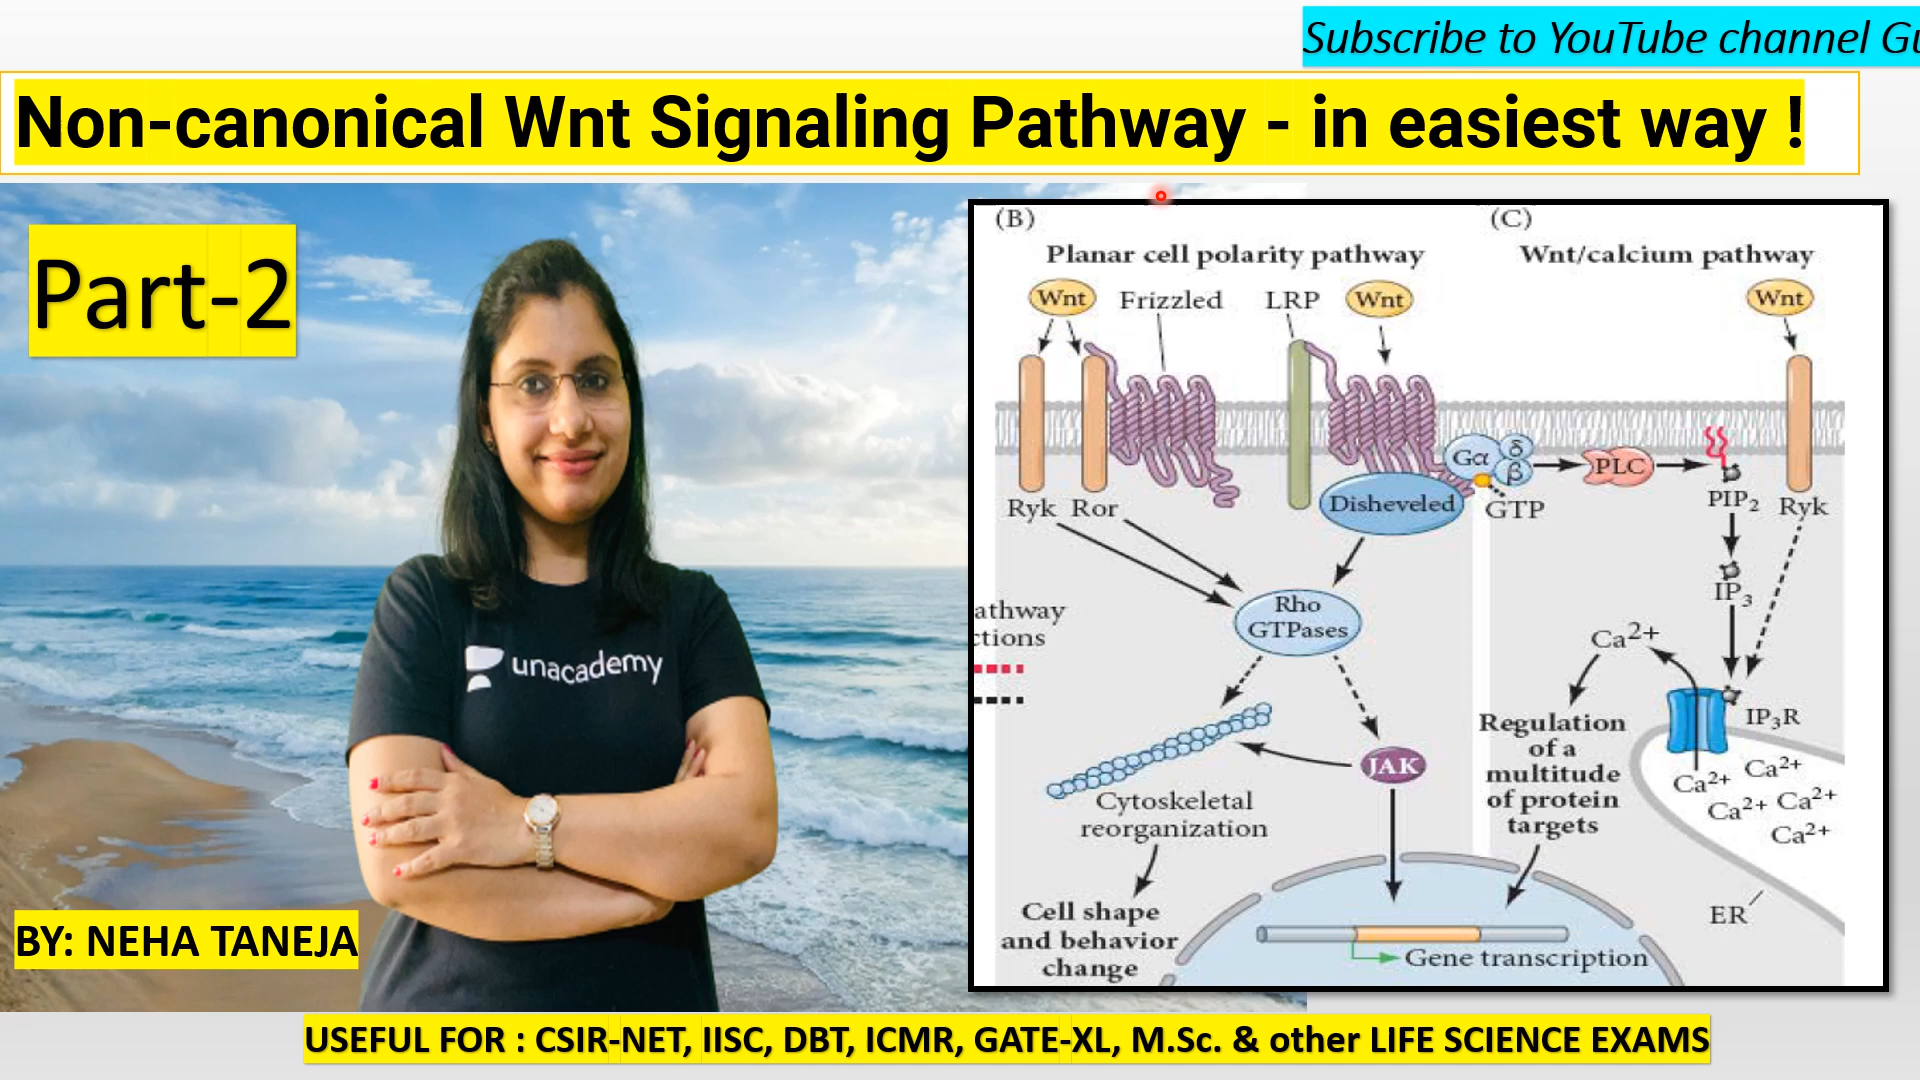 Subscribe to YouTube channel Gu
Non-canonical Wnt Signaling Pathway - in easiest way !
Part-2
unacademy
BY: NEHA TANEJA
(B)
Planar cell polarity pathway
Wnt
Frizzled
LRP
Wnt
Ryk Ror
Disheveled
Gα
δ
β
GTP
athway
ctions
Rho
GTPases
JAK
Cytoskeletal
reorganization
Cell shape
and behavior
change
(C)
Wnt/calcium pathway
Wnt
PLC
PIP2
Ryk
IP3
Ca2+
IP3R
Regulation
of a
multitude
of protein
targets
Ca2+ Ca2+
Ca2+ Ca2+
Ca2+
ER
Gene transcription
USEFUL FOR : CSIR-NET, IISC, DBT, ICMR, GATE-XL, M.Sc. & other LIFE SCIENCE EXAMS